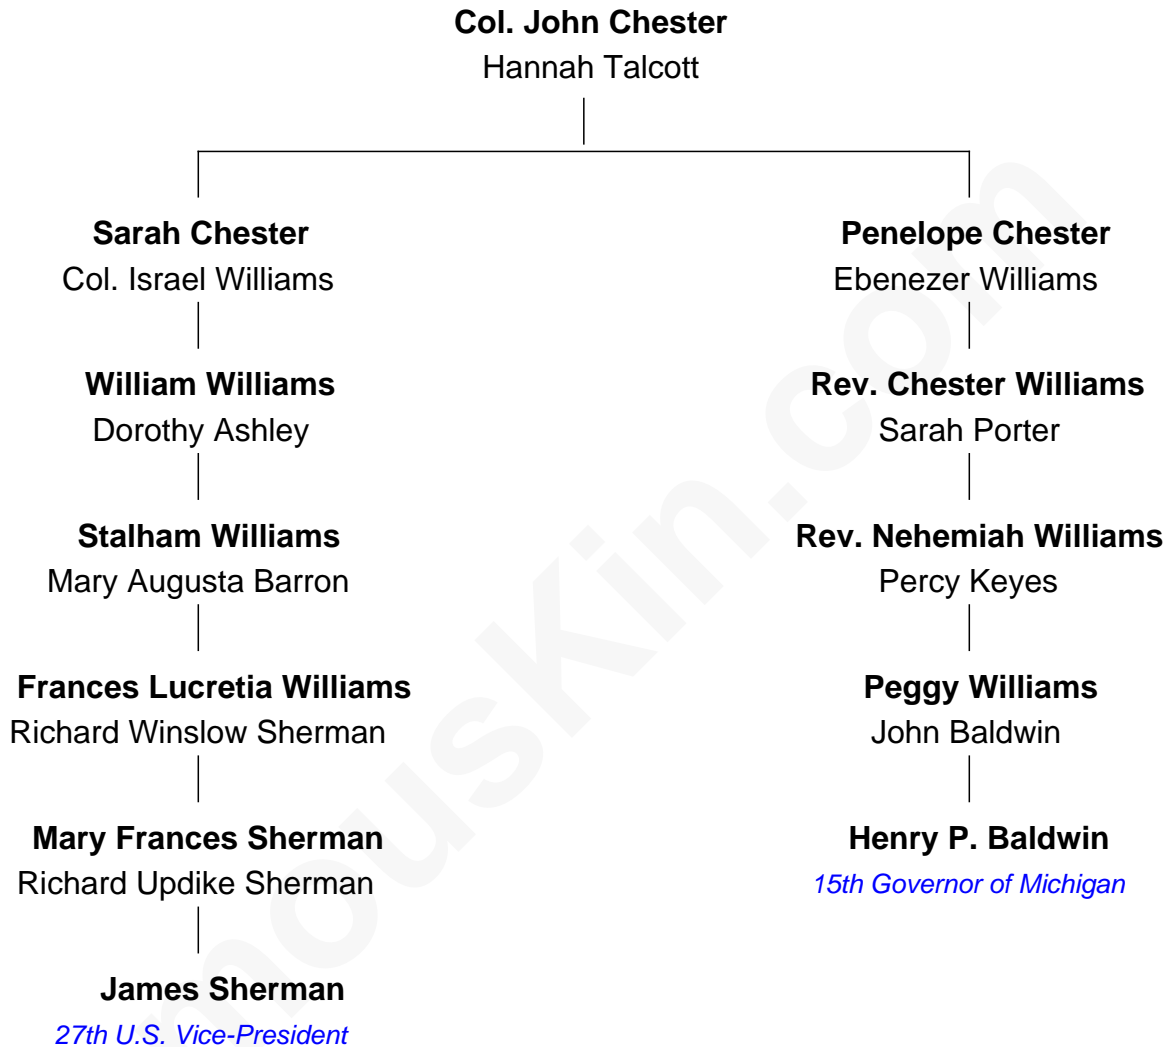 Col. John Chester
Hannah Talcott
Sarah Chester
Col. Israel Williams
Penelope Chester
Ebenezer Williams
William Williams
Dorothy Ashley
Rev. Chester Williams
Sarah Porter
Stalham Williams
Mary Augusta Barron
Rev. Nehemiah Williams
Percy Keyes
Frances Lucretia Williams
Richard Winslow Sherman
Peggy Williams
John Baldwin
Mary Frances Sherman
Richard Updike Sherman
Henry P. Baldwin
15th Governor of Michigan
James Sherman
27th U.S. Vice-President
mousKin.com